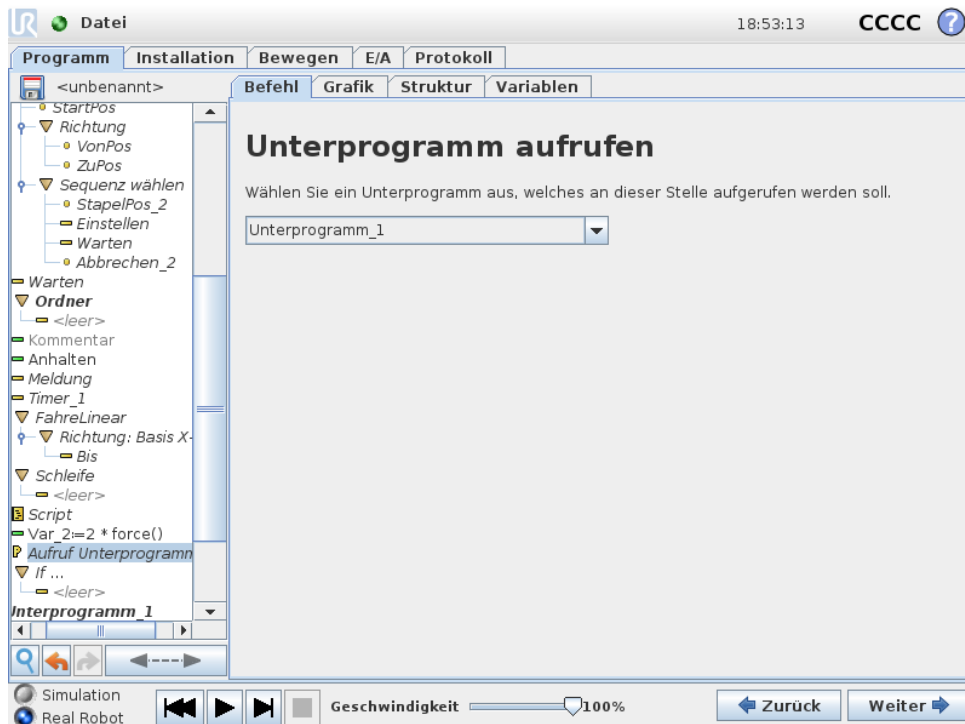 UR Datei 18:53:13 CCCC ?
Programm Installation Bewegen E/A Protokoll
<unbenannt>
Befehl Grafik Struktur Variablen
StartPos
Richtung
VonPos
ZuPos
Sequenz wählen
StapelPos_2
Einstellen
Warten
Abbrechen_2
Warten
Ordner
<leer>
Kommentar
Anhalten
Meldung
Timer_1
FahreLinear
Richtung: Basis X-
Bis
Schleife
<leer>
Script
Var_2:=2 * force()
P Aufruf Unterprogramm
If ...
<leer>
Interprogramm_1
Unterprogramm aufrufen
Wählen Sie ein Unterprogramm aus, welches an dieser Stelle aufgerufen werden soll.
Unterprogramm_1
Simulation
Real Robot
Geschwindigkeit 100%
Zurück
Weiter